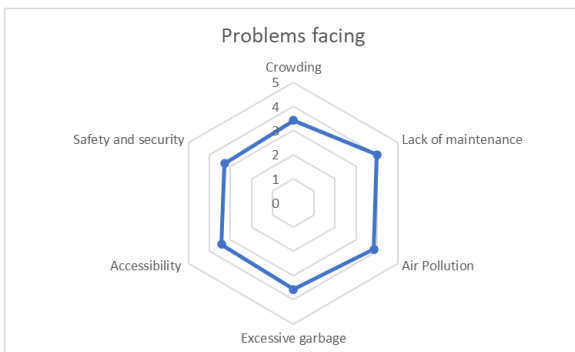 Problems facing
Crowding
5
4
3
2
1
0
Lack of maintenance
Air Pollution
Excessive garbage
Accessibility
Safety and security